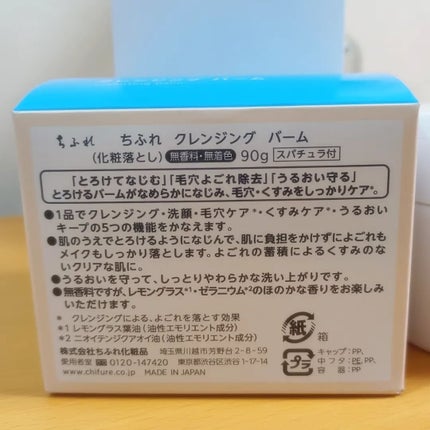 ちふれ ちふれ クレンジング バーム
(化粧落とし) 無香料・無着色 90g スパチュラ付
「とろけてなじむ」「毛穴よごれ除去」「うるおい守る」
とろけるバームがなめらかになじみ、毛穴・くすみをしっかりケア*。
●1品でクレンジング・洗顔・毛穴ケア*・くすみケア*・うるおい
キープの5つの機能をかなえます。
●肌のうえでとろけるようになじんで、肌に負担をかけずによごれも
メイクもしっかり落とします。よごれの蓄積によるくすみのな
いクリアな肌に。
●うるおいを守って、しっとりやわらかな洗い上がりです。
●無香料ですが、レモングラス*1・ゼラニウム*2のほのかな香りをお楽しみ
いただけます。
* クレンジングによる、よごれを落とす効果
*1 レモングラス葉油(油性エモリエント成分)
*2 ニオイテンジクアオイ油(油性エモリエント成分)
株式会社ちふれ化粧品 埼玉県川越市芳野台2-8-59
愛用者室 0120-147420 東京都渋谷区渋谷1-17-14
www.chifure.co.jp MADE IN JAPAN
紙 箱
プラ
キャップ:PP、
中フタ:PE、PP、
容器:PP